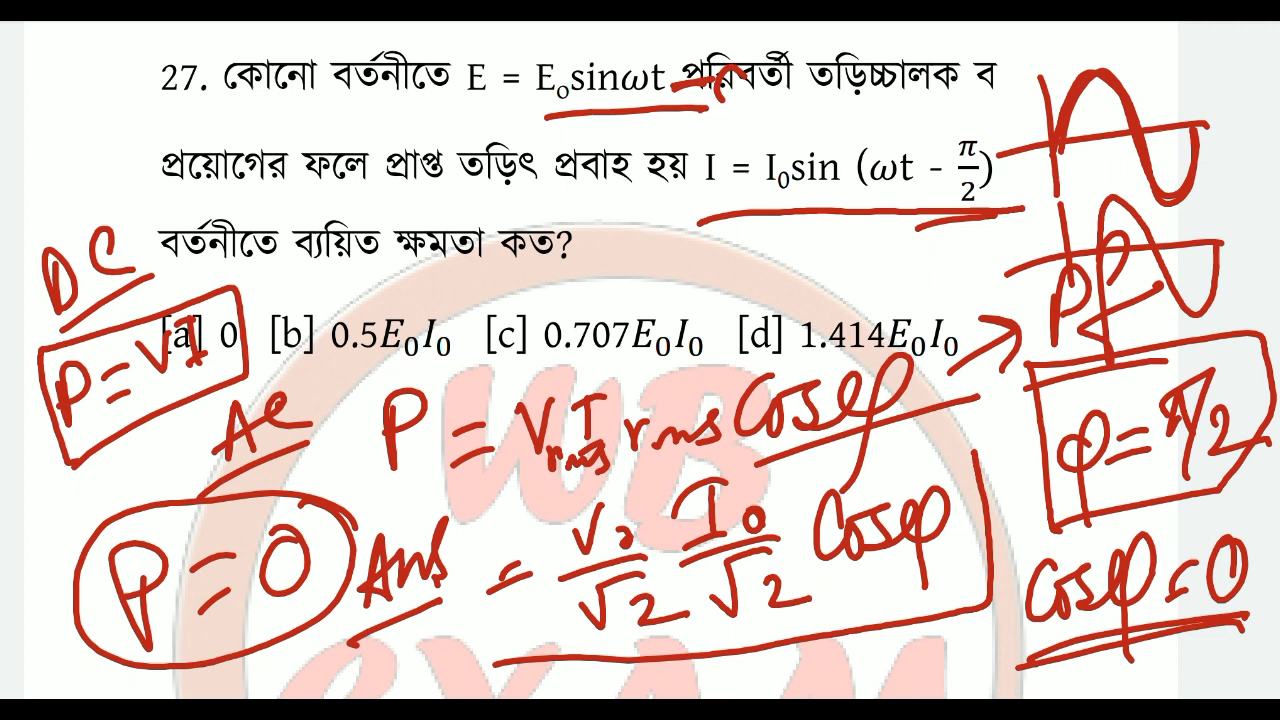 27. কোনো বর্তনীতে E = E₀sinωt পরিবর্তী তড়িচ্চালক ব
প্রয়োগের ফলে প্রাপ্ত তড়িৎ প্রবাহ হয় I = I₀sin (ωt - π/2)
বর্তনীতে ব্যয়িত ক্ষমতা কত?
DC
[a] 0 [b] 0.5E₀I₀ [c] 0.707E₀I₀ [d] 1.414E₀I₀
P = VI
AC
P = Vrms Irms Cosφ
φ = π/2
P = 0 Ans
= V₀/√2 I₀/√2 Cosφ
Cosφ = 0
WB
EXAM